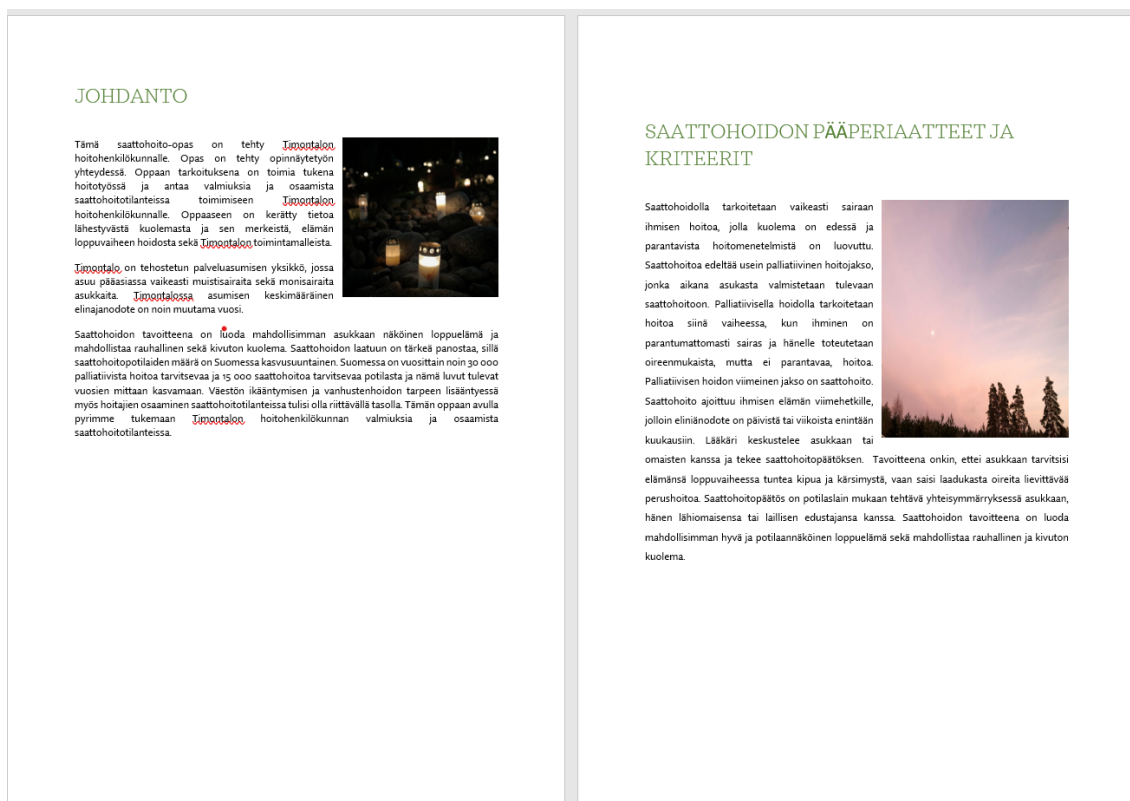 JOHDANTO
Tämä saattohoito-opas on tehty Timontalon
hoitohenkilökunnalle. Opas on tehty opinnäytetyön
yhteydessä. Oppaan tarkoituksena on toimia tukena
hoitotyössä ja antaa valmiuksia ja osaamista
saattohoitotilanteissa toimimiseen Timontalon
hoitohenkilökunnalle. Oppaaseen on kerätty tietoa
lähestyvästä kuolemasta ja sen merkeistä, elämän
loppuvaiheen hoidosta sekä Timontalon toimintamalleista.
Timontalo on tehostetun palveluasumisen yksikkö, jossa
asuu pääasiassa vaikeasti muistisairaita sekä monisairaita
asukkaita. Timontalossa asumisen keskimääräinen
elinajanodote on noin muutama vuosi.
Saattohoidon tavoitteena on luoda mahdollisimman asukkaan näköinen loppuelämä ja
mahdollistaa rauhallinen sekä kivuton kuolema. Saattohoidon laatuun on tärkeä panostaa, sillä
saattohoitopotilaiden määrä on Suomessa kasvusuuntainen. Suomessa on vuosittain noin 30 000
palliatiivista hoitoa tarvitsevaa ja 15 000 saattohoitoa tarvitsevaa potilasta ja nämä luvut tulevat
vuosien mittaan kasvamaan. Väestön ikääntymisen ja vanhustenhoidon tarpeen lisääntyessä
myös hoitajien osaaminen saattohoitotilanteissa tulisi olla riittävällä tasolla. Tämän oppaan avulla
pyrimme tukemaan Timontalon hoitohenkilökunnan valmiuksia ja osaamista
saattohoitotilanteissa.
SAATTOHOIDON PÄÄPERIAATTEET JA
KRITEERIT
Saattohoidolla tarkoitetaan vaikeasti sairaan
ihmisen hoitoa, jolla kuolema on edessä ja
parantavista hoitomenetelmistä on luovuttu.
Saattohoitoa edeltää usein palliatiivinen hoitojakso,
jonka aikana asukasta valmistetaan tulevaan
saattohoitoon. Palliatiivisella hoidolla tarkoitetaan
hoitoa siinä vaiheessa, kun ihminen on
parantumattomasti sairas ja hänelle toteutetaan
oireenmukaista, mutta ei parantavaa, hoitoa.
Palliatiivisen hoidon viimeinen jakso on saattohoito.
Saattohoito ajoittuu ihmisen elämän viimehetkille,
jolloin eliniänodote on päivistä tai viikoista enintään
kuukausiin. Lääkäri keskustelee asukkaan tai
omaisten kanssa ja tekee saattohoitopäätöksen. Tavoitteena onkin, ettei asukkaan tarvitsisi
elämänsä loppuvaiheessa tuntea kipua ja kärsimystä, vaan saisi laadukasta oireita lievittävää
perushoitoa. Saattohoitopäätös on potilaslain mukaan tehtävä yhteisymmärryksessä asukkaan,
hänen lähiomaisensa tai laillisen edustajansa kanssa. Saattohoidon tavoitteena on luoda
mahdollisimman hyvä ja potilaannäköinen loppuelämä sekä mahdollistaa rauhallinen ja kivuton
kuolema.